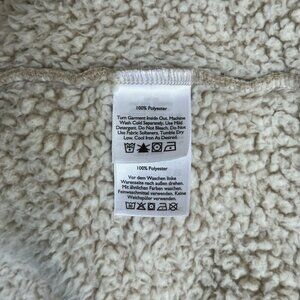 100% Polyester
Turn Garment Inside Out. Machine
Wash Cold Separately. Use Mild
Detergent. Do Not Bleach. Do Not
Use Fabric Softeners. Tumble Dry
Low. Cool Iron As Desired.
100% Polyester
Vor dem Waschen linke
Warenseite nach außen drehen.
Mit ähnlichen Farben waschen.
Feinwaschmittel verwenden. Keine
Weichspüler verwenden.